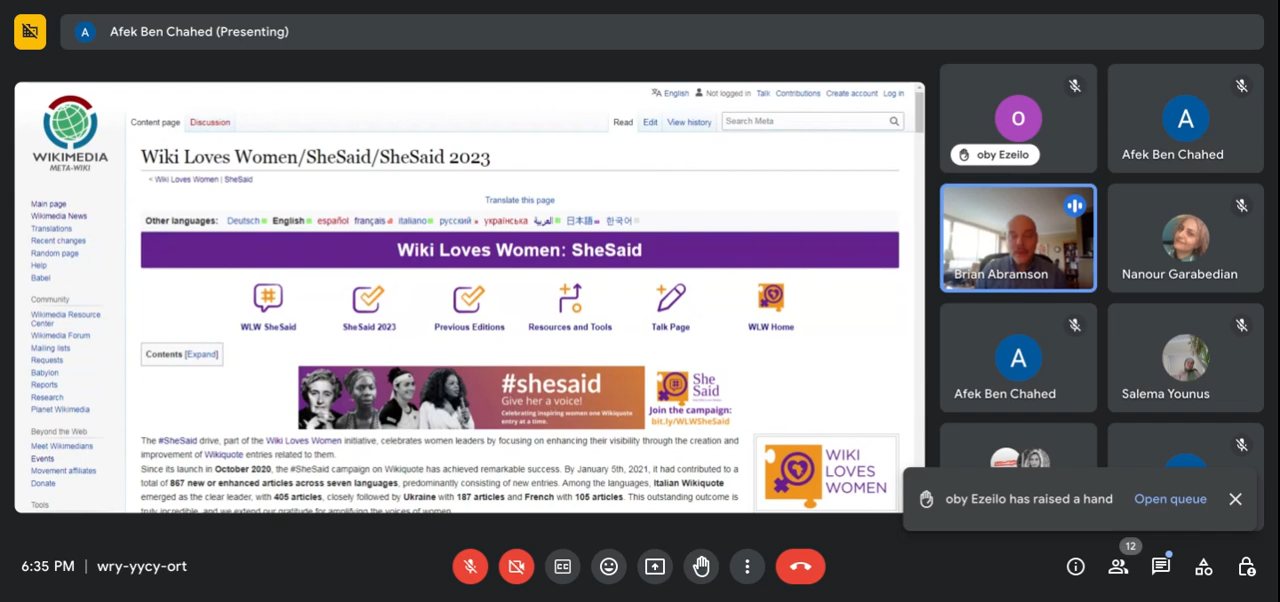 A Afek Ben Chahed (Presenting)
WIKIMEDIA
META-WIKI
English Not logged in Talk Contributions Create account Log in
Content page Discussion Read Edit View history Search Meta
Wiki Loves Women/SheSaid/SheSaid 2023
< Wiki Loves Women | SheSaid
Translate this page
Other languages: Deutsch English español français italiano русский українська العربية 日本語 한국어
Wiki Loves Women: SheSaid
WLW SheSaid SheSaid 2023 Previous Editions Resources and Tools Talk Page WLW Home
Contents [Expand]
#shesaid
Give her a voice!
Celebrating inspiring women one Wikiquote
entry at a time.
She
Said
Join the campaign:
bit.ly/WLWSheSaid
The #SheSaid drive, part of the Wiki Loves Women initiative, celebrates women leaders by focusing on enhancing their visibility through the creation and
improvement of Wikiquote entries related to them.
Since its launch in October 2020, the #SheSaid campaign on Wikiquote has achieved remarkable success. By January 5th, 2021, it had contributed to a
total of 867 new or enhanced articles across seven languages, predominantly consisting of new entries. Among the languages, Italian Wikiquote
emerged as the clear leader, with 405 articles, closely followed by Ukraine with 187 articles and French with 105 articles. This outstanding outcome is
truly incredible, and we extend our gratitude for amplifying the voices of women.
WIKI
LOVES
WOMEN
Main page
Wikimedia News
Translations
Recent changes
Random page
Help
Babel
Community
Wikimedia Resource
Center
Wikimedia Forum
Mailing lists
Requests
Babylon
Reports
Research
Planet Wikimedia
Beyond the Web
Meet Wikimedians
Events
Movement affiliates
Donate
Tools
O
oby Ezeilo
A
Afek Ben Chahed
Brian Abramson
Nanour Garabedian
A
Afek Ben Chahed
Salema Younus
oby Ezeilo has raised a hand Open queue
6:35 PM | wry-yycy-ort
CC
12